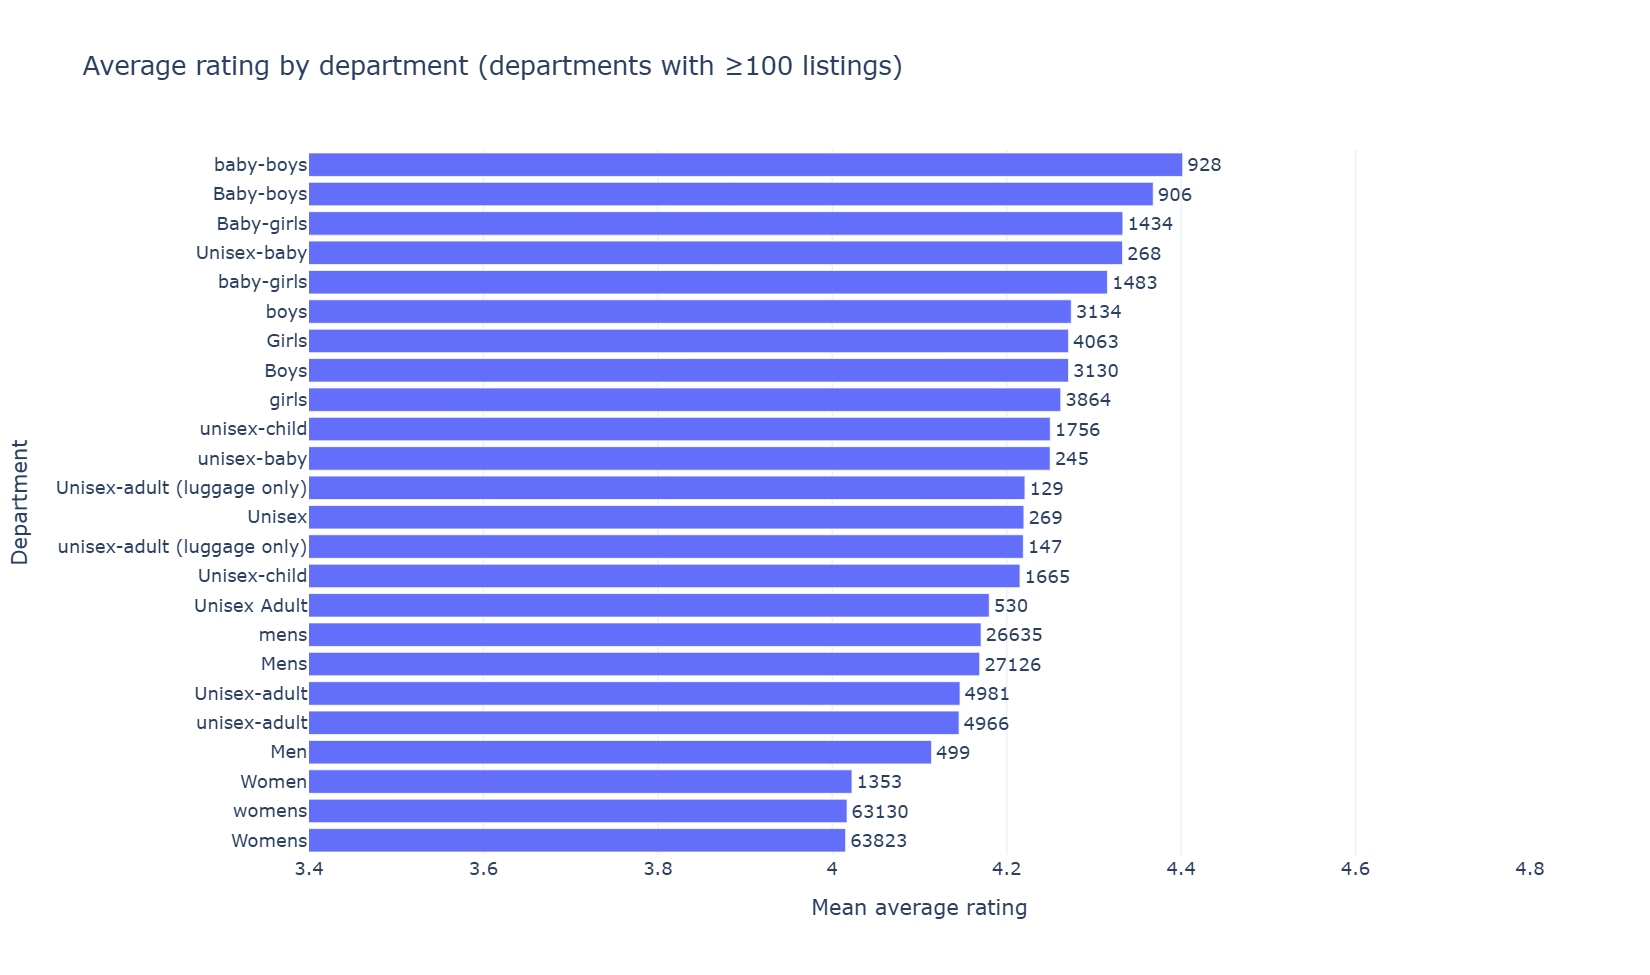 Average rating by department (departments with ≥100 listings)
Department
baby-boys 928
Baby-boys 906
Baby-girls 1434
Unisex-baby 268
baby-girls 1483
boys 3134
Girls 4063
Boys 3130
girls 3864
unisex-child 1756
unisex-baby 245
Unisex-adult (luggage only) 129
Unisex 269
unisex-adult (luggage only) 147
Unisex-child 1665
Unisex Adult 530
mens 26635
Mens 27126
Unisex-adult 4981
unisex-adult 4966
Men 499
Women 1353
womens 63130
Womens 63823
3.4 3.6 3.8 4 4.2 4.4 4.6 4.8
Mean average rating